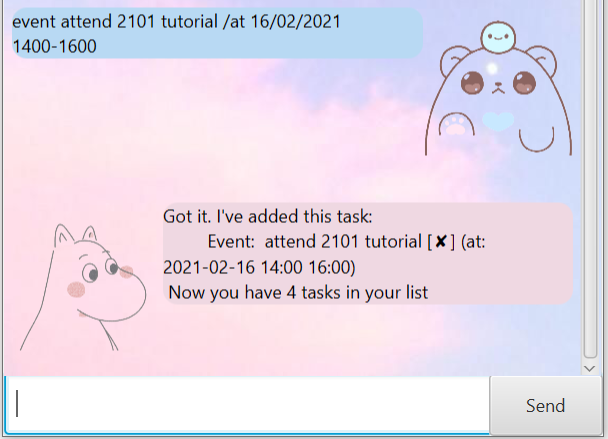 event attend 2101 tutorial /at 16/02/2021
1400-1600
Got it. I've added this task:
Event:  attend 2101 tutorial [✘] (at:
2021-02-16 14:00 16:00)
Now you have 4 tasks in your list
Send